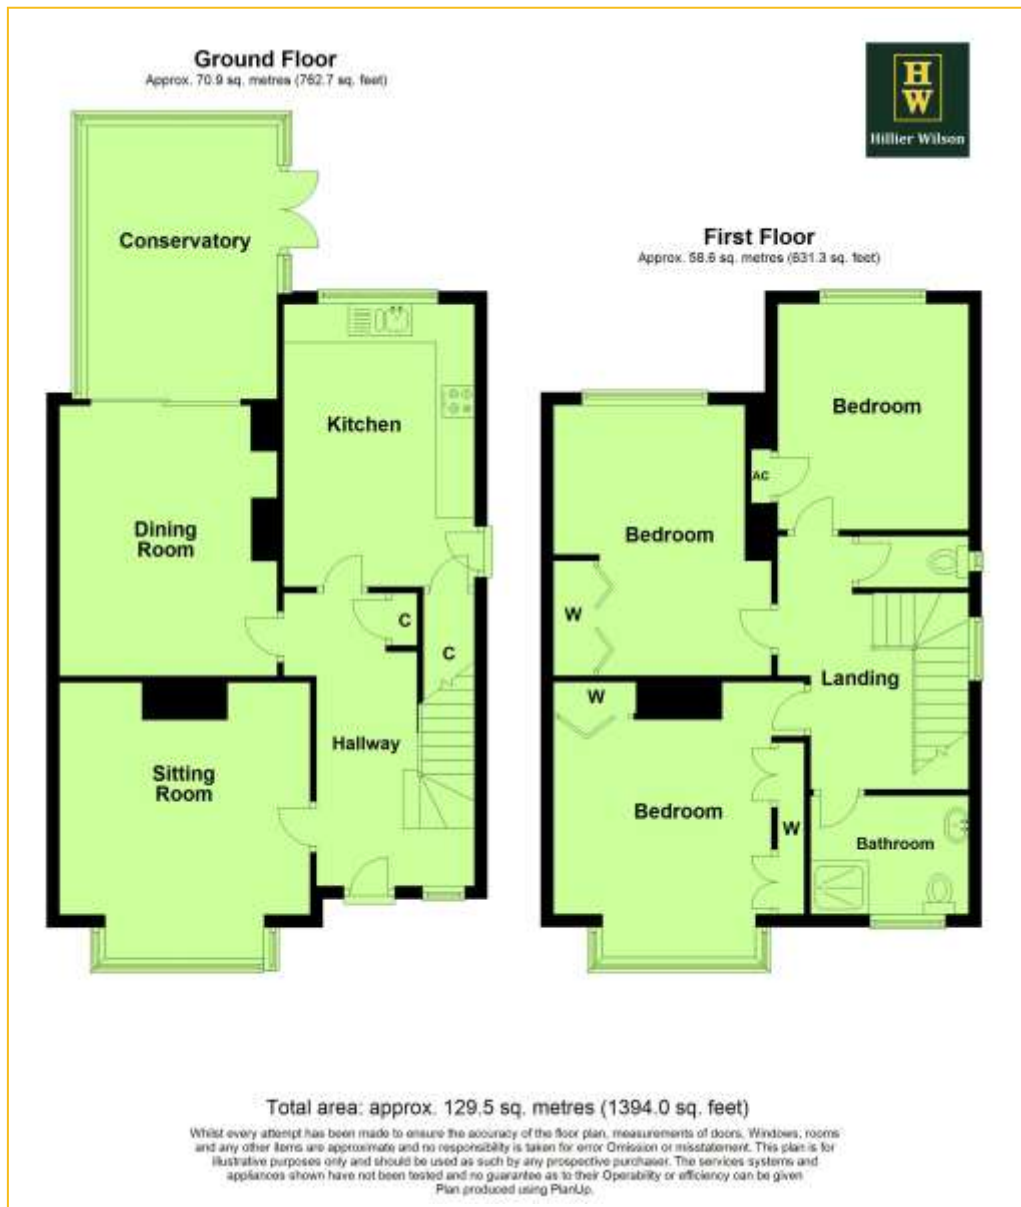 Ground Floor
Approx. 70.9 sq. metres (762.7 sq. feet)
HW
Hillier Wilson
Conservatory
First Floor
Approx. 58.6 sq. metres (631.3 sq. feet)
Kitchen
Bedroom
AC
Dining
Room
Bedroom
W
C
C
Landing
Hallway
W
Sitting
Room
Bedroom
W
Bathroom
Total area: approx. 129.5 sq. metres (1394.0 sq. feet)
Whilst every attempt has been made to ensure the accuracy of the floor plan, measurements of doors, Windows, rooms
and any other items are approximate and no responsibility is taken for error Omission or misstatement. This plan is for
illustrative purposes only and should be used as such by any prospective purchaser. The services systems and
appliances shown have not been tested and no guarantee as to their Operability or efficiency can be given
Plan produced using PlanUp.